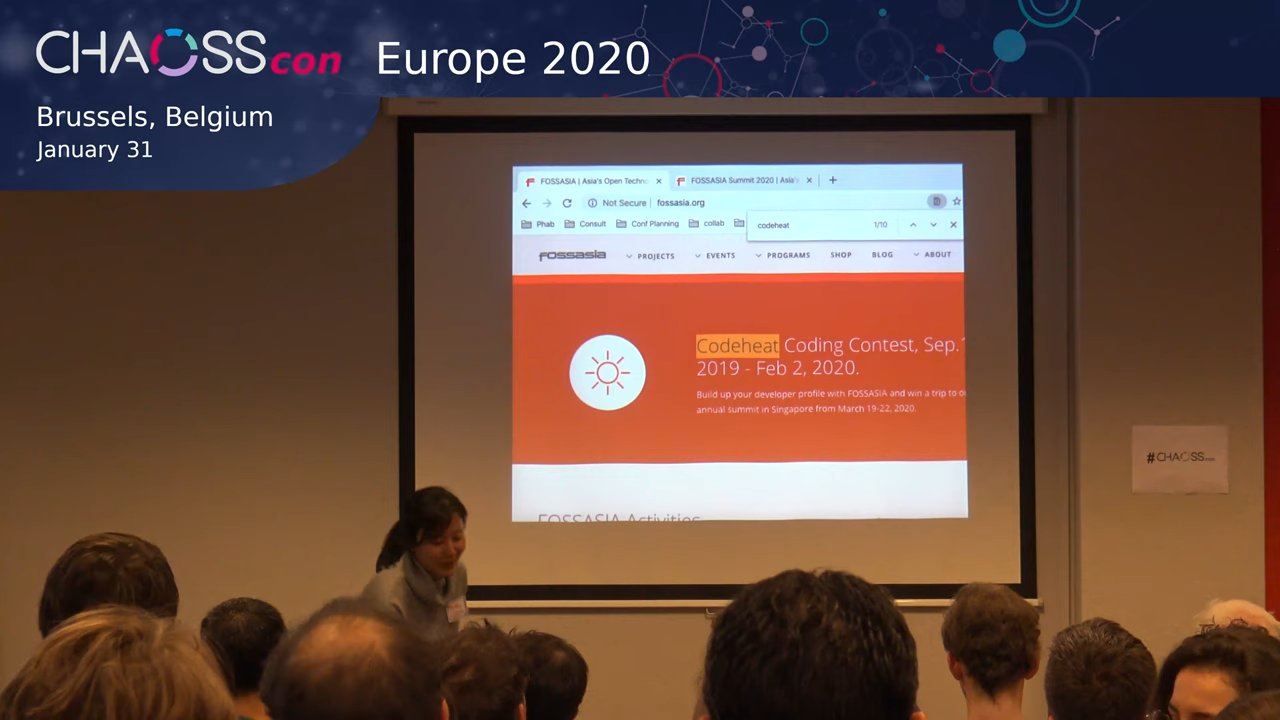 CHAOSScon Europe 2020
Brussels, Belgium
January 31
FOSSASIA | Asia's Open Techno
FOSSASIA Summit 2020 | Asia's
Not Secure | fossasia.org
Phab Consult Conf Planning collab
codeheat 1/10
fossasia PROJECTS EVENTS PROGRAMS SHOP BLOG ABOUT
Codeheat Coding Contest, Sep.
2019 - Feb 2, 2020.
Build up your developer profile with FOSSASIA and win a trip to
annual summit in Singapore from March 19-22, 2020.
FOSSASIA Activities
#CHAOSScon